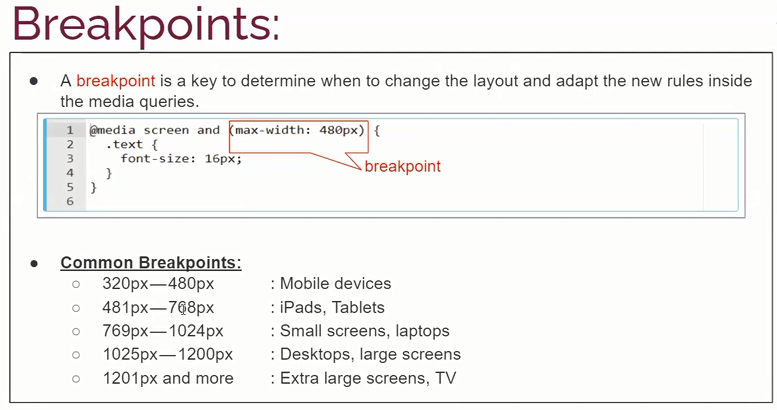 Breakpoints:
● A breakpoint is a key to determine when to change the layout and adapt the new rules inside
the media queries.
1 @media screen and (max-width: 480px) {
2 .text {
3 font-size: 16px;
4 }
5 }
6
breakpoint
● Common Breakpoints:
○ 320px—480px : Mobile devices
○ 481px—768px : iPads, Tablets
○ 769px—1024px : Small screens, laptops
○ 1025px—1200px : Desktops, large screens
○ 1201px and more : Extra large screens, TV